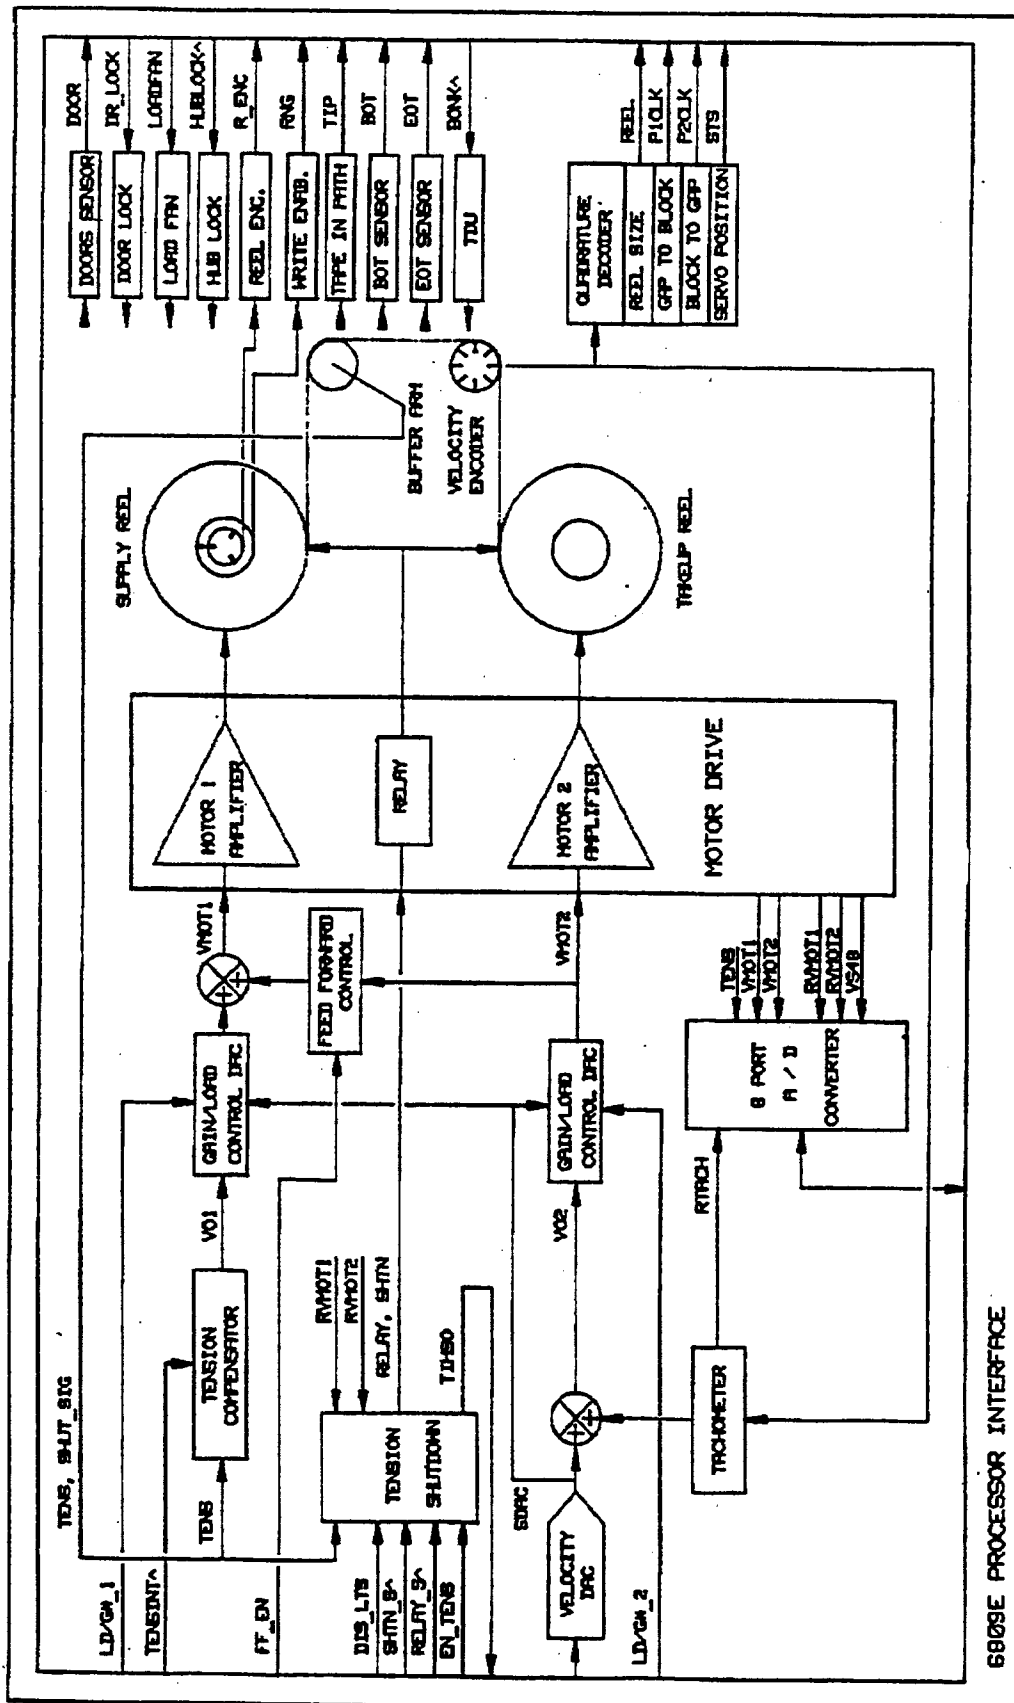 TENS, SHUT_SIG
LD/GN_1
TENSINT^
TENS
TENSION
COMPENSATOR
VO1
GAIN/LOAD
CONTROL DAC
VMOT1
MOTOR 1
AMPLIFIER
SUPPLY REEL
FF_EN
FEED FORWARD
CONTROL
RVMOT1
RVMOT2
RELAY, SHTN
TENSION
SHUTDOWN
TIHSO
DIS_LTS
SHTN_S^
RELAY_S^
EN_TENS
RELAY
BUFFER ARM
VELOCITY
ENCODER
SDAC
VELOCITY
DAC
LD/GN_2
VO2
GAIN/LOAD
CONTROL DAC
VMOT2
MOTOR 2
AMPLIFIER
TAKEUP REEL
MOTOR DRIVE
TENS
VMOT1
VMOT2
RVMOT1
RVMOT2
VS48
8 PORT
A / D
CONVERTER
RTACH
TACHOMETER
DOORS SENSOR
DOOR
DOOR LOCK
DR_LOCK
LOAD FAN
LOADFAN
HUB LOCK
HUBLOCK^
REEL ENC.
R_ENC
WRITE ENAB.
RNG
TAPE IN PATH
TIP
BOT SENSOR
BOT
EOT SENSOR
EOT
TDU
BONK^
QUADRATURE
DECODER
REEL SIZE
REEL
GAP TO BLOCK
P1CLK
BLOCK TO GAP
P2CLK
SERVO POSITION
STS
6809E PROCESSOR INTERFACE